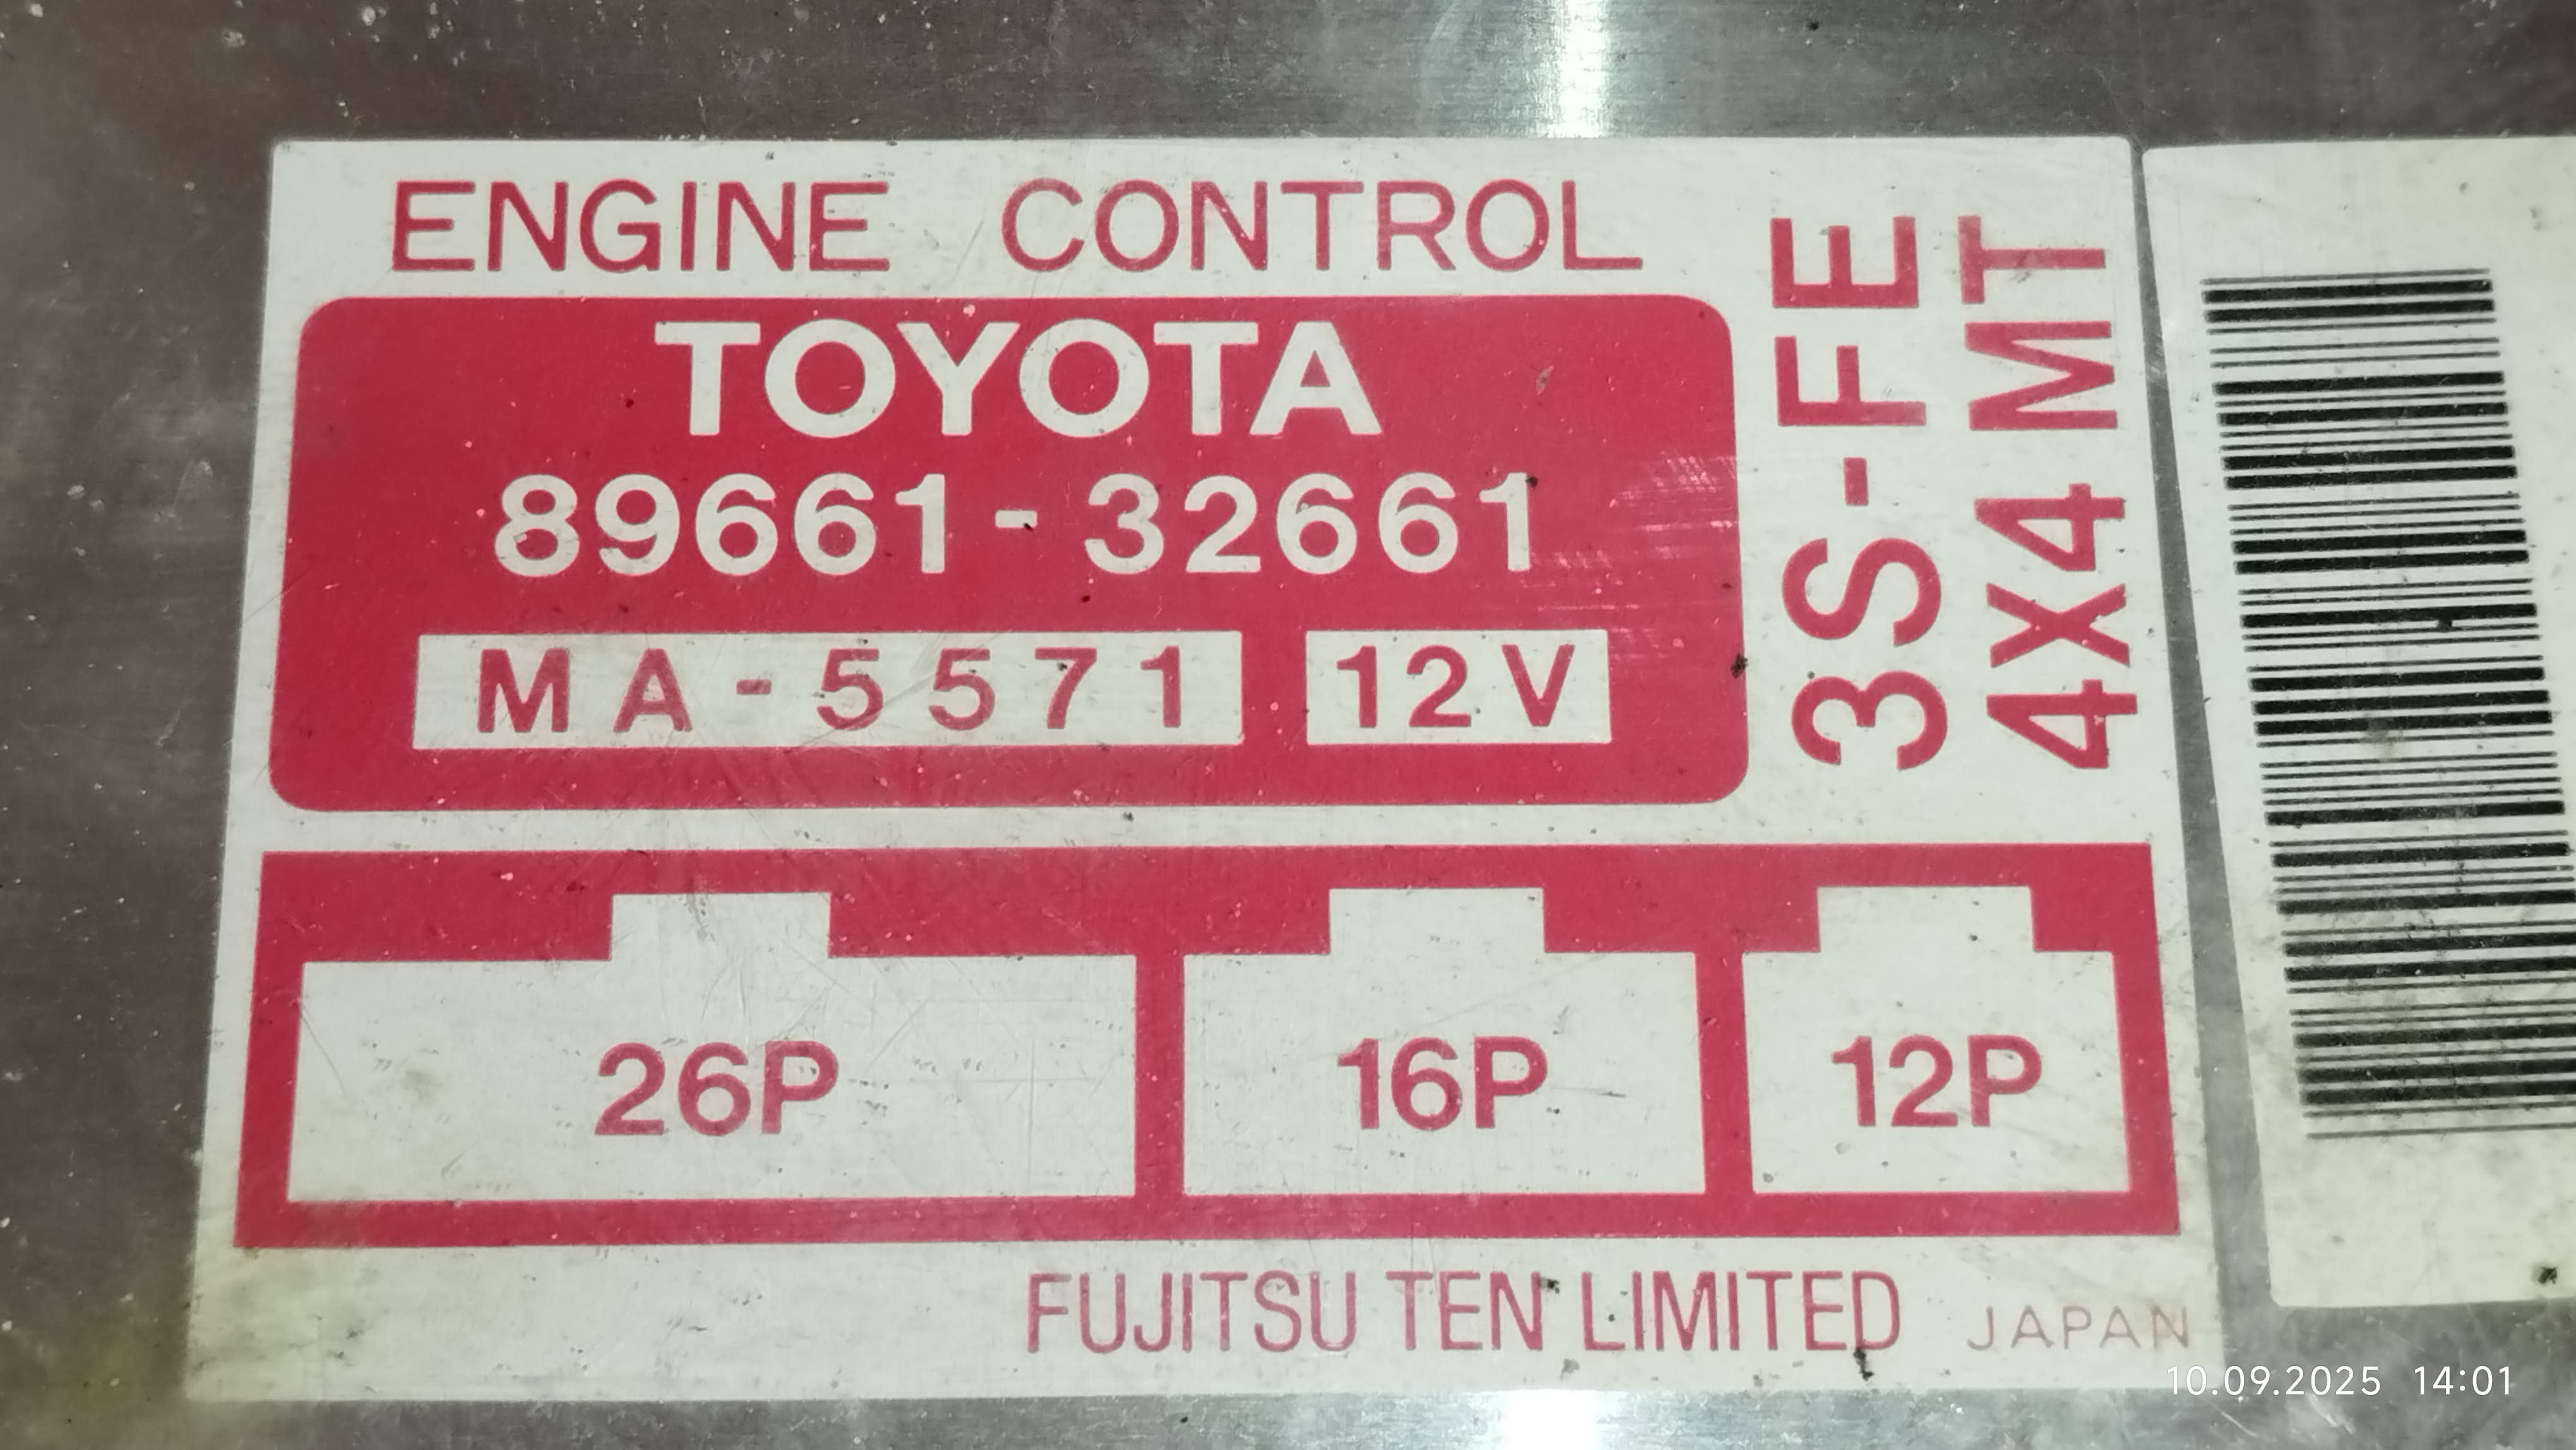 ENGINE CONTROL
TOYOTA
89661-32661
MA-5571 12V
3S-FE
4X4 MT
26P 16P 12P
FUJITSU TEN LIMITED JAPAN
10.09.2025 14:01